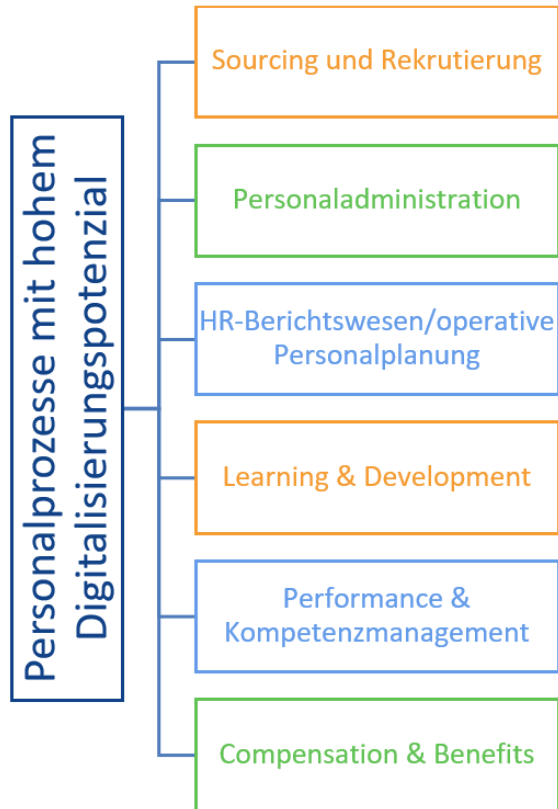 Personalprozesse mit hohem
Digitalisierungspotenzial
Sourcing und Rekrutierung
Personaladministration
HR-Berichtswesen/operative
Personalplanung
Learning & Development
Performance &
Kompetenzmanagement
Compensation & Benefits